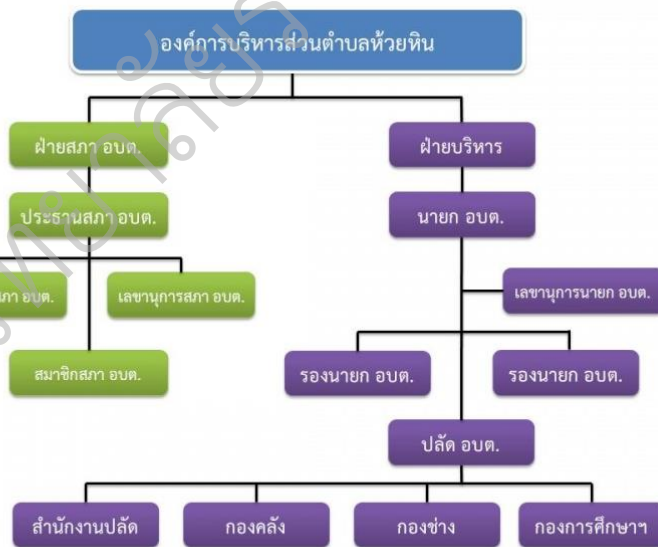 องค์การบริหารส่วนตำบลห้วยหิน
ฝ่ายสภา อบต.
ฝ่ายบริหาร
ประธานสภา อบต.
นายก อบต.
อบต.
เลขานุการสภา อบต.
เลขานุการนายก อบต.
สมาชิกสภา อบต.
รองนายก อบต.
รองนายก อบต.
ปลัด อบต.
สำนักงานปลัด
กองคลัง
กองช่าง
กองการศึกษาฯ